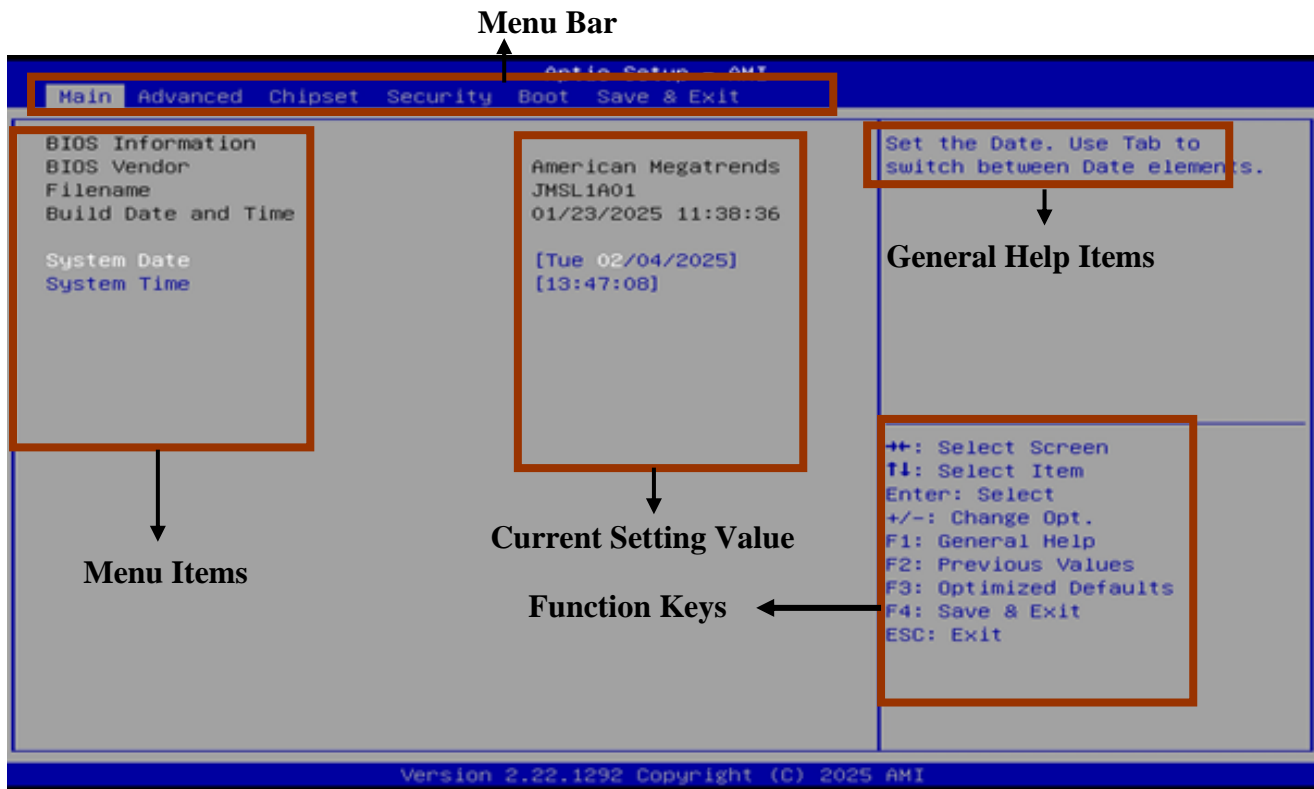 Menu Bar
Aptio Setup - AMI
Main Advanced Chipset Security Boot Save & Exit
BIOS Information
BIOS Vendor American Megatrends
Filename JMSL1A01
Build Date and Time 01/23/2025 11:38:36
System Date [Tue 02/04/2025]
System Time [13:47:08]
Set the Date. Use Tab to
switch between Date elements.
General Help Items
→←: Select Screen
↑↓: Select Item
Enter: Select
+/-: Change Opt.
F1: General Help
F2: Previous Values
F3: Optimized Defaults
F4: Save & Exit
ESC: Exit
Current Setting Value
Menu Items
Function Keys
Version 2.22.1292 Copyright (C) 2025 AMI